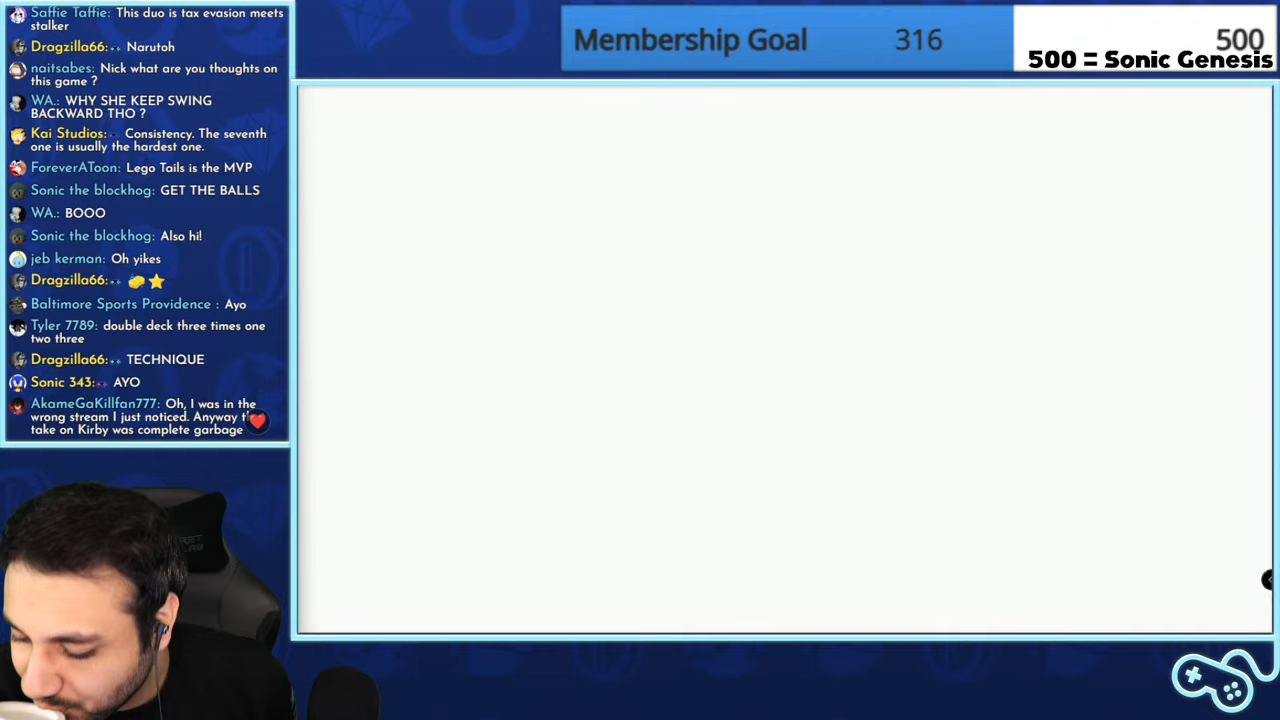 Saffie Taffie: This duo is tax evasion meets
stalker
Dragzilla66: Narutoh
naitsabes: Nick what are you thoughts on
this game ?
WA.: WHY SHE KEEP SWING
BACKWARD THO ?
Kai Studios: Consistency. The seventh
one is usually the hardest one.
ForeverAToon: Lego Tails is the MVP
Sonic the blockhog: GET THE BALLS
WA.: BOOO
Sonic the blockhog: Also hi!
jeb kerman: Oh yikes
Dragzilla66:
Baltimore Sports Providence : Ayo
Tyler 7789: double deck three times one
two three
Dragzilla66: TECHNIQUE
Sonic 343: AYO
AkameGaKillfan777: Oh, I was in the
wrong stream I just noticed. Anyway
take on Kirby was complete garbage
Membership Goal 316 500
500 = Sonic Genesis